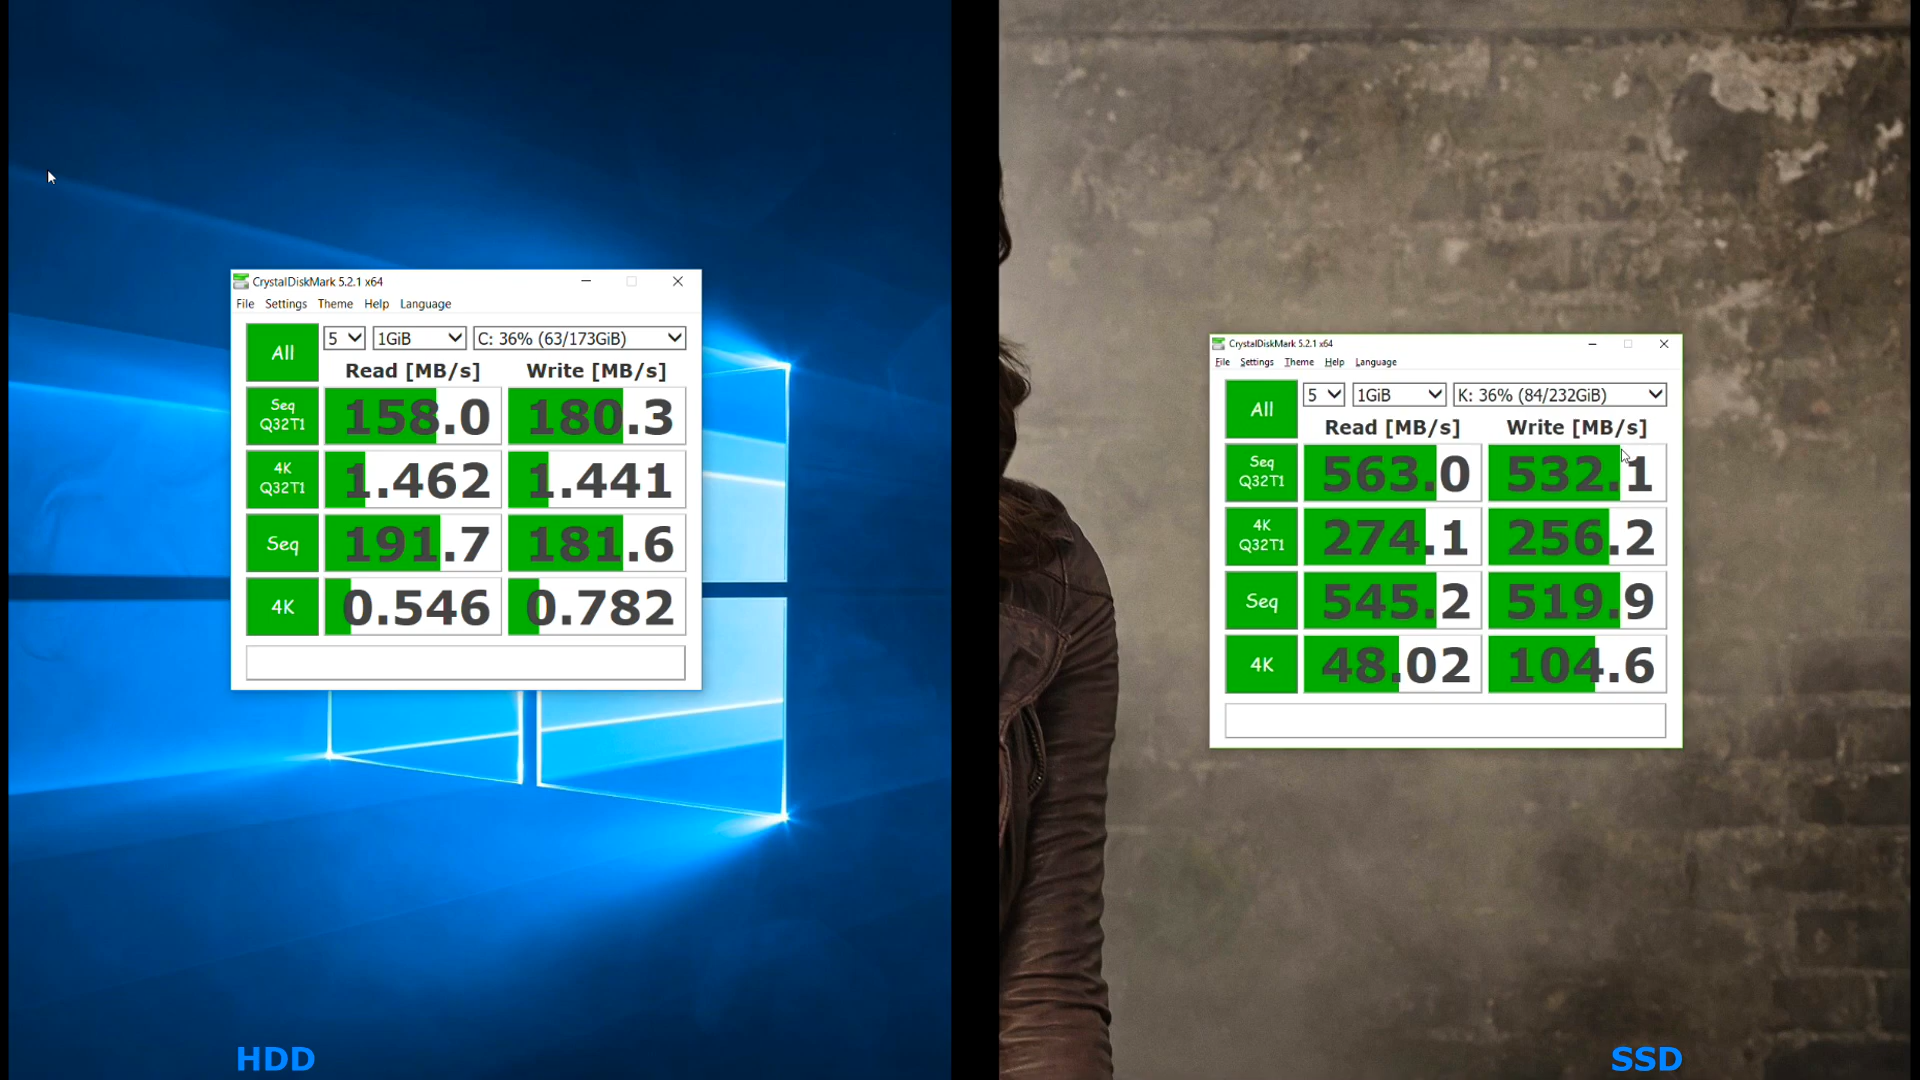 CrystalDiskMark 5.2.1 x64
File Settings Theme Help Language
All 5 1GiB C: 36% (63/173GiB)
Read [MB/s] Write [MB/s]
Seq Q32T1 158.0 180.3
4K Q32T1 1.462 1.441
Seq 191.7 181.6
4K 0.546 0.782
HDD
CrystalDiskMark 5.2.1 x64
File Settings Theme Help Language
All 5 1GiB K: 36% (84/232GiB)
Read [MB/s] Write [MB/s]
Seq Q32T1 563.0 532.1
4K Q32T1 274.1 256.2
Seq 545.2 519.9
4K 48.02 104.6
SSD